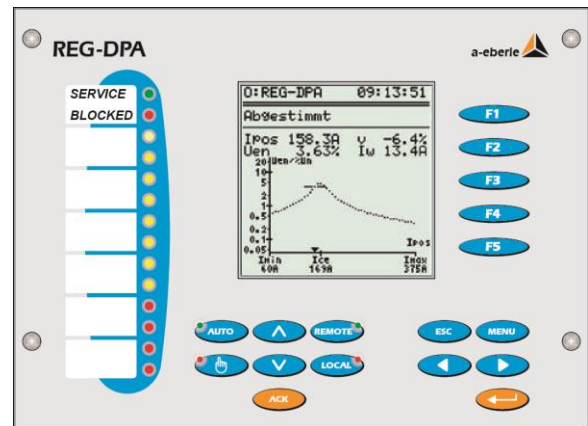 REG-DPA
a-eberle
SERVICE
BLOCKED
0:REG-DPA 09:13:51
Abgestimmt
Ipos 158.3A v -6.4%
Uen 3.63% Iw 13.4A
20 Uen/%Un
10
5
2
1
0.5
0.2
0.1
0.05
Ipos
Imin Ice Imax
60A 169A 375A
F1
F2
F3
F4
F5
AUTO
REMOTE
LOCAL
ACK
ESC
MENU